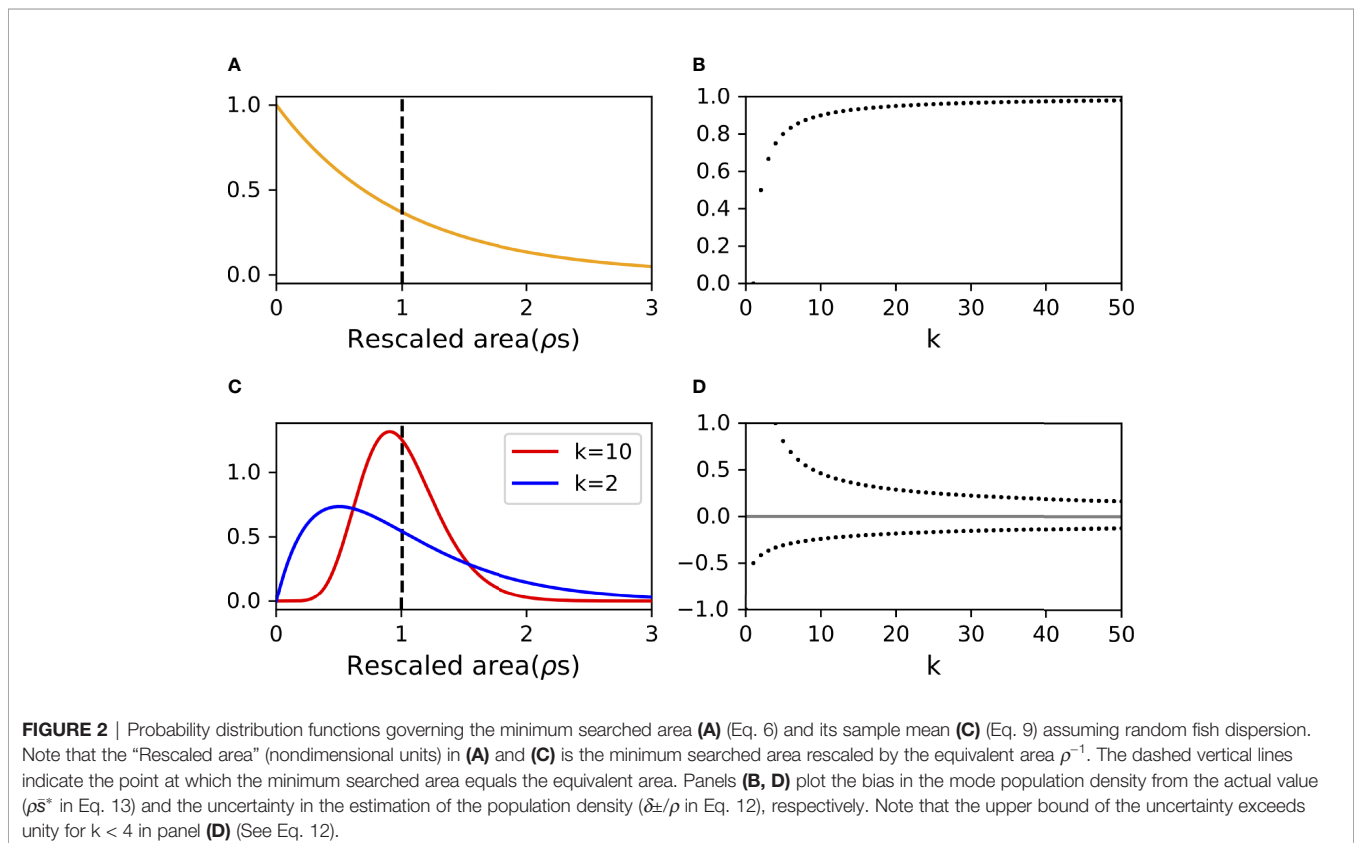 A
1.0
0.5
0.0
0
1
2
3
Rescaled area(ρs)
B
1.0
0.8
0.6
0.4
0.2
0.0
0
10
20
30
40
50
k
C
1.0
0.5
0.0
k=10
k=2
0
1
2
3
Rescaled area(ρs)
D
1.0
0.5
0.0
−0.5
−1.0
0
10
20
30
40
50
k
FIGURE 2 | Probability distribution functions governing the minimum searched area (A) (Eq. 6) and its sample mean (C) (Eq. 9) assuming random fish dispersion.
Note that the “Rescaled area” (nondimensional units) in (A) and (C) is the minimum searched area rescaled by the equivalent area ρ⁻¹. The dashed vertical lines
indicate the point at which the minimum searched area equals the equivalent area. Panels (B, D) plot the bias in the mode population density from the actual value
(ρs̄* in Eq. 13) and the uncertainty in the estimation of the population density (δ±/ρ in Eq. 12), respectively. Note that the upper bound of the uncertainty exceeds
unity for k < 4 in panel (D) (See Eq. 12).